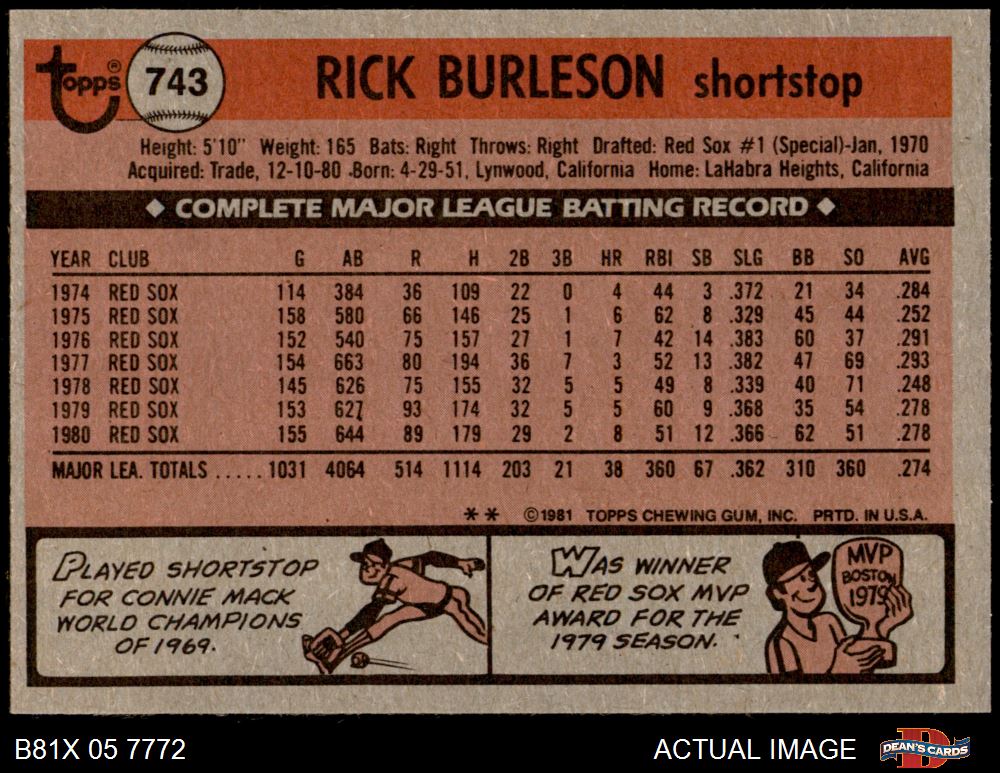 topps®
743
RICK BURLESON shortstop
Height: 5'10" Weight: 165 Bats: Right Throws: Right Drafted: Red Sox #1 (Special)-Jan, 1970
Acquired: Trade, 12-10-80 Born: 4-29-51, Lynwood, California Home: LaHabra Heights, California
◆ COMPLETE MAJOR LEAGUE BATTING RECORD ◆
YEAR CLUB G AB R H 2B 3B HR RBI SB SLG BB SO AVG
1974 RED SOX 114 384 36 109 22 0 4 44 3 .372 21 34 .284
1975 RED SOX 158 580 66 146 25 1 6 62 8 .329 45 44 .252
1976 RED SOX 152 540 75 157 27 1 7 42 14 .383 60 37 .291
1977 RED SOX 154 663 80 194 36 7 3 52 13 .382 47 69 .293
1978 RED SOX 145 626 75 155 32 5 5 49 8 .339 40 71 .248
1979 RED SOX 153 627 93 174 32 5 5 60 9 .368 35 54 .278
1980 RED SOX 155 644 89 179 29 2 8 51 12 .366 62 51 .278
MAJOR LEA. TOTALS ..... 1031 4064 514 1114 203 21 38 360 67 .362 310 360 .274
** ©1981 TOPPS CHEWING GUM, INC. PRTD. IN U.S.A.
PLAYED SHORTSTOP
FOR CONNIE MACK
WORLD CHAMPIONS
OF 1969.
WAS WINNER
OF RED SOX MVP
AWARD FOR THE
1979 SEASON.
MVP
BOSTON
1979
B81X 05 7772
ACTUAL IMAGE
DEAN'S CARDS